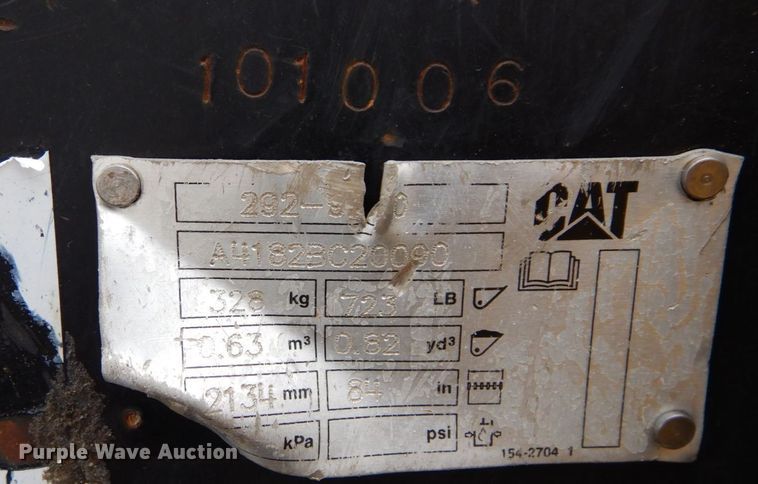 101006
CAT
A4182BC20090
328 kg 723 LB
0.63 m³ 0.82 yd³
2134 mm 84 in
kPa psi
154-2704 1
Purple Wave Auction